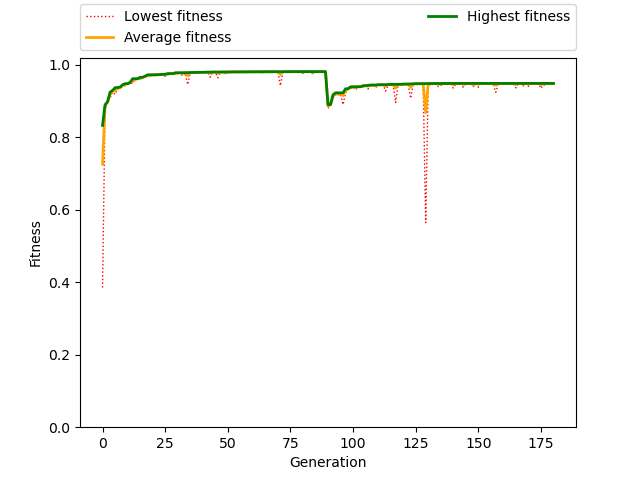 Lowest fitness
Average fitness
Highest fitness
1.0
0.8
0.6
0.4
0.2
0.0
Fitness
0 25 50 75 100 125 150 175
Generation